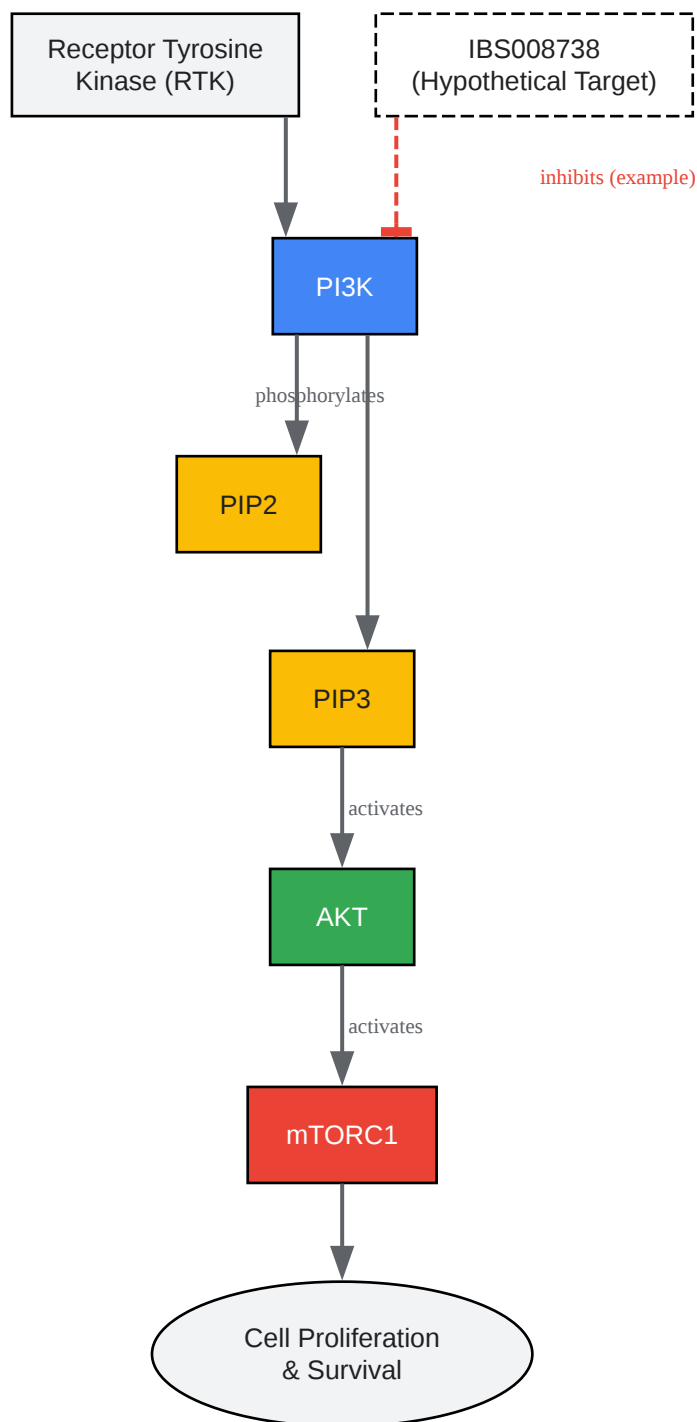 Receptor Tyrosine
Kinase (RTK)
IBS008738
(Hypothetical Target)
inhibits (example)
PI3K
phosphorylates
PIP2
PIP3
activates
AKT
activates
mTORC1
Cell Proliferation
& Survival